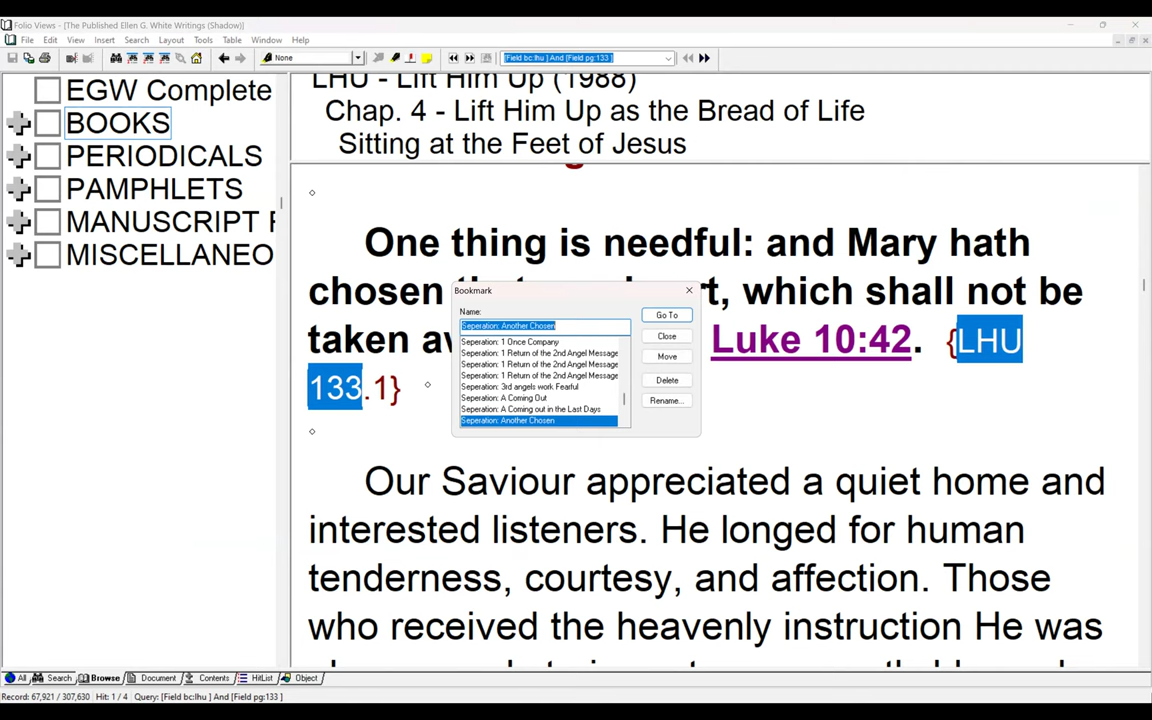 Folio Views - [The Published Ellen G. White Writings (Shadow)]
File Edit View Insert Search Layout Tools Table Window Help
None
[Field bc:lhu ] And [Field pg:133 ]
EGW Complete
BOOKS
PERIODICALS
PAMPHLETS
MANUSCRIPT
MISCELLANEO
LHU - Lift Him Up (1988)
Chap. 4 - Lift Him Up as the Bread of Life
Sitting at the Feet of Jesus
One thing is needful: and Mary hath
chosen that good part, which shall not be
taken Luke 10:42. {LHU
133.1}
Our Saviour appreciated a quiet home and
interested listeners. He longed for human
tenderness, courtesy, and affection. Those
who received the heavenly instruction He was
Bookmark
Name:
Seperation: Another Chosen
Seperation: 1 Once Company
Seperation: 1 Return of the 2nd Angel Message
Seperation: 1 Return of the 2nd Angel Message
Seperation: 1 Return of the 2nd Angel Message
Seperation: 3rd angels work Fearful
Seperation: A Coming Out
Seperation: A Coming out in the Last Days
Seperation: Another Chosen
Go To
Close
Move
Delete
Rename...
All Search Browse Document Contents HitList Object
Record: 67,921 / 307,630 Hit: 1 / 4 Query: [Field bc:lhu ] And [Field pg:133 ]